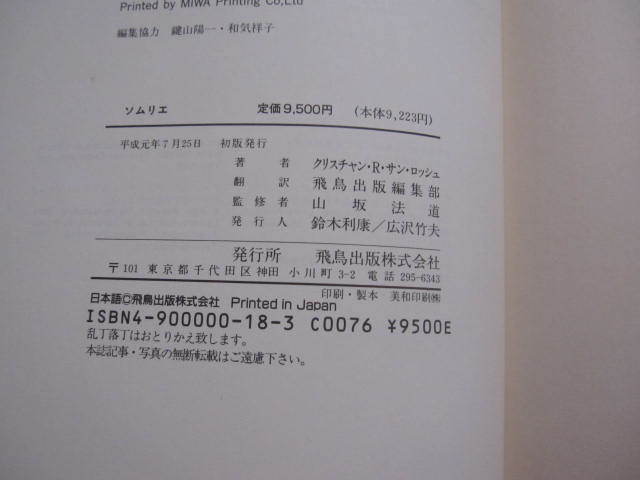 Printed by MIWA Printing Co,Ltd
編集協力 鍵山陽一・和気祥子
ソムリエ 定価9,500円 (本体9,223円)
平成元年7月25日 初版発行
著者 クリスチャン・R・サン・ロッシュ
翻訳 飛鳥出版編集部
監修者 山坂法道
発行人 鈴木利康/広沢竹夫
発行所 飛鳥出版株式会社
〒101 東京都千代田区神田 小川町3-2 電話 295-6343
印刷・製本 美和印刷㈱
日本語©飛鳥出版株式会社 Printed in Japan
ISBN4-900000-18-3 C0076 ¥9500E
乱丁落丁はおとりかえ致します。
本誌記事・写真の無断転載はご遠慮下さい。